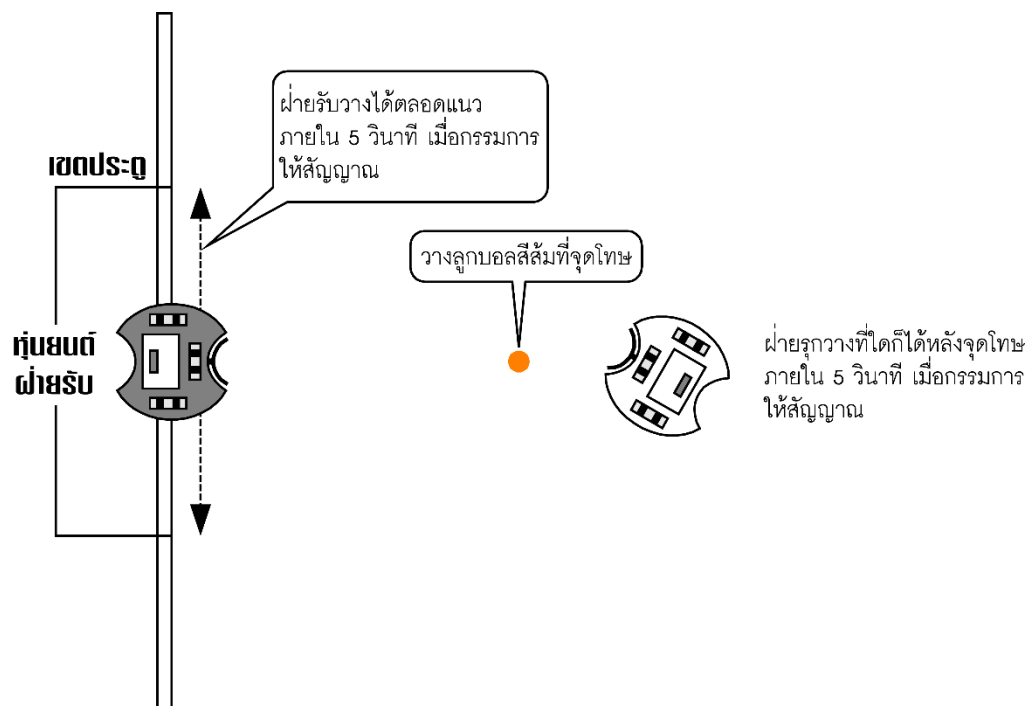 ฝ่ายรับวางได้ตลอดแนว
ภายใน 5 วินาที เมื่อกรรมการ
ให้สัญญาณ
เขตประตู
วางลูกบอลสีส้มที่จุดโทษ
หุ่นยนต์
ฝ่ายรับ
ฝ่ายรุกวางที่ใดก็ได้หลังจุดโทษ
ภายใน 5 วินาที เมื่อกรรมการ
ให้สัญญาณ